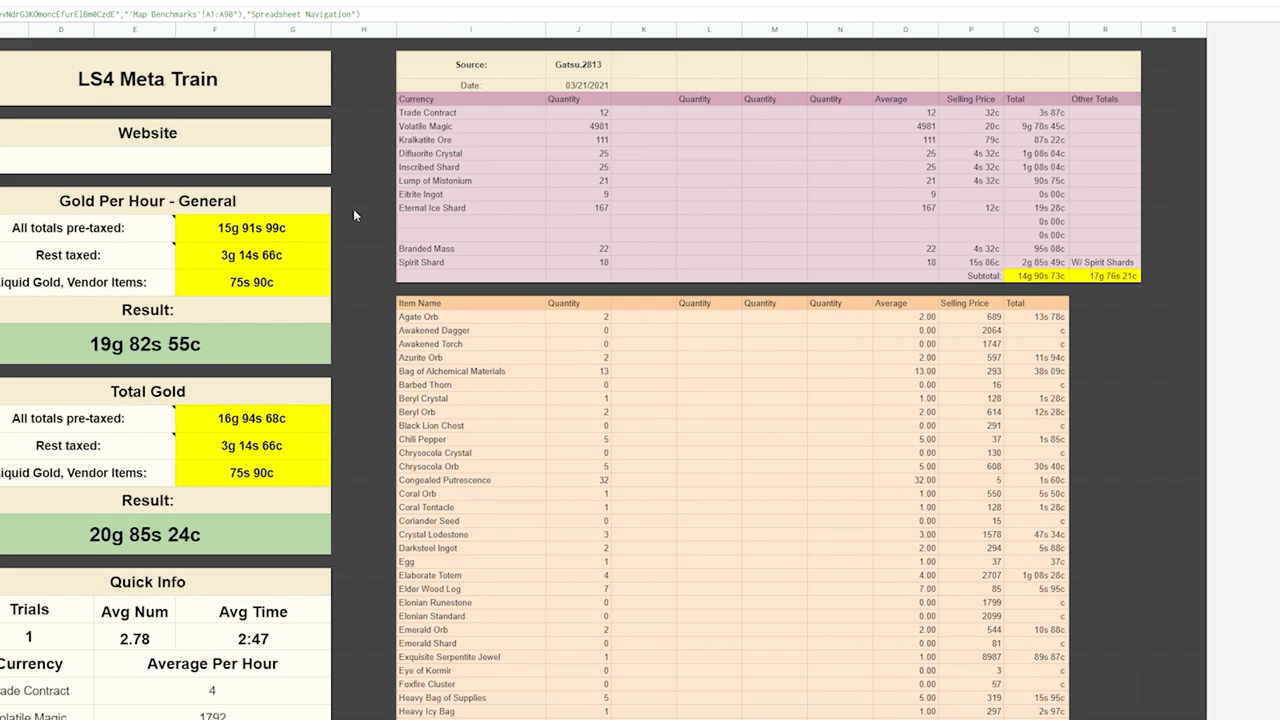 evNdrG3KOmoncEfurElBm0CzdE","'Map Benchmarks'!A1:A90"),"Spreadsheet Navigation")
D E F G H I J K L M N O P Q R S
LS4 Meta Train
Website
Gold Per Hour - General
All totals pre-taxed: 15g 91s 99c
Rest taxed: 3g 14s 66c
iquid Gold, Vendor Items: 75s 90c
Result:
19g 82s 55c
Total Gold
All totals pre-taxed: 16g 94s 68c
Rest taxed: 3g 14s 66c
iquid Gold, Vendor Items: 75s 90c
Result:
20g 85s 24c
Quick Info
Trials Avg Num Avg Time
1 2.78 2:47
Currency Average Per Hour
rade Contract 4
olatile Magic 1792
Source: Gatsu.2813
Date: 03/21/2021
Currency Quantity Quantity Quantity Quantity Average Selling Price Total Other Totals
Trade Contract 12 12 32c 3s 87c
Volatile Magic 4981 4981 20c 9g 78s 45c
Kralkatite Ore 111 111 79c 87s 22c
Difluorite Crystal 25 25 4s 32c 1g 08s 04c
Inscribed Shard 25 25 4s 32c 1g 08s 04c
Lump of Mistonium 21 21 4s 32c 90s 75c
Eitrite Ingot 9 9 0s 00c
Eternal Ice Shard 167 167 12c 19s 28c
0s 00c
0s 00c
Branded Mass 22 22 4s 32c 95s 08c
Spirit Shard 18 18 15s 86c 2g 85s 49c W/ Spirit Shards
Subtotal: 14g 90s 73c 17g 76s 21c
Item Name Quantity Quantity Quantity Quantity Average Selling Price Total
Agate Orb 2 2.00 689 13s 78c
Awakened Dagger 0 0.00 2064 c
Awakened Torch 0 0.00 1747 c
Azurite Orb 2 2.00 597 11s 94c
Bag of Alchemical Materials 13 13.00 293 38s 09c
Barbed Thorn 0 0.00 16 c
Beryl Crystal 1 1.00 128 1s 28c
Beryl Orb 2 2.00 614 12s 28c
Black Lion Chest 0 0.00 291 c
Chili Pepper 5 5.00 37 1s 85c
Chrysocola Crystal 0 0.00 130 c
Chrysocola Orb 5 5.00 608 30s 40c
Congealed Putrescence 32 32.00 5 1s 60c
Coral Orb 1 1.00 550 5s 50c
Coral Tentacle 1 1.00 128 1s 28c
Coriander Seed 0 0.00 15 c
Crystal Lodestone 3 3.00 1578 47s 34c
Darksteel Ingot 2 2.00 294 5s 88c
Egg 1 1.00 37 37c
Elaborate Totem 4 4.00 2707 1g 08s 28c
Elder Wood Log 7 7.00 85 5s 95c
Elonian Runestone 0 0.00 1799 c
Elonian Standard 0 0.00 2099 c
Emerald Orb 2 2.00 544 10s 88c
Emerald Shard 0 0.00 81 c
Exquisite Serpentite Jewel 1 1.00 8987 89s 87c
Eye of Kormir 0 0.00 3 c
Foxfire Cluster 0 0.00 57 c
Heavy Bag of Supplies 5 5.00 319 15s 95c
Heavy Icy Bag 1 1.00 297 2s 97c